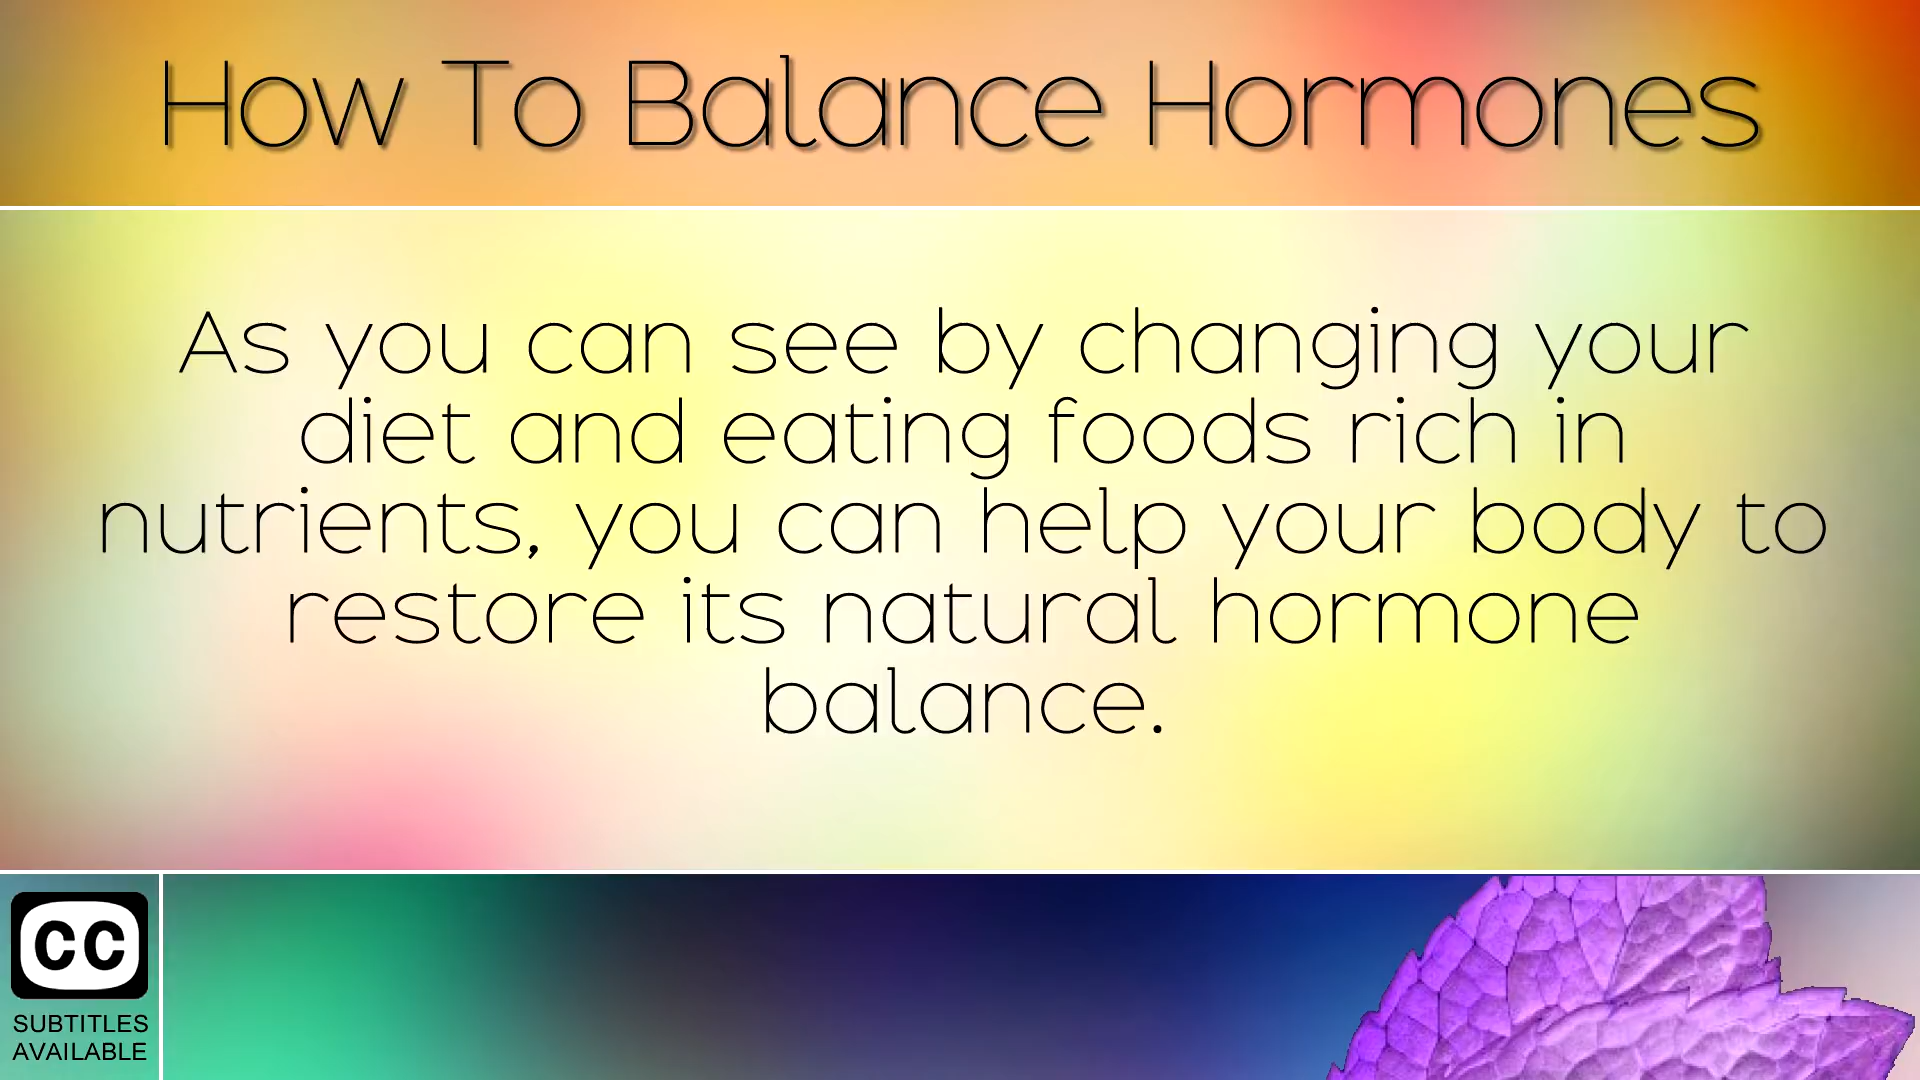 How To Balance Hormones
As you can see by changing your
diet and eating foods rich in
nutrients, you can help your body to
restore its natural hormone
balance.
CC
SUBTITLES
AVAILABLE